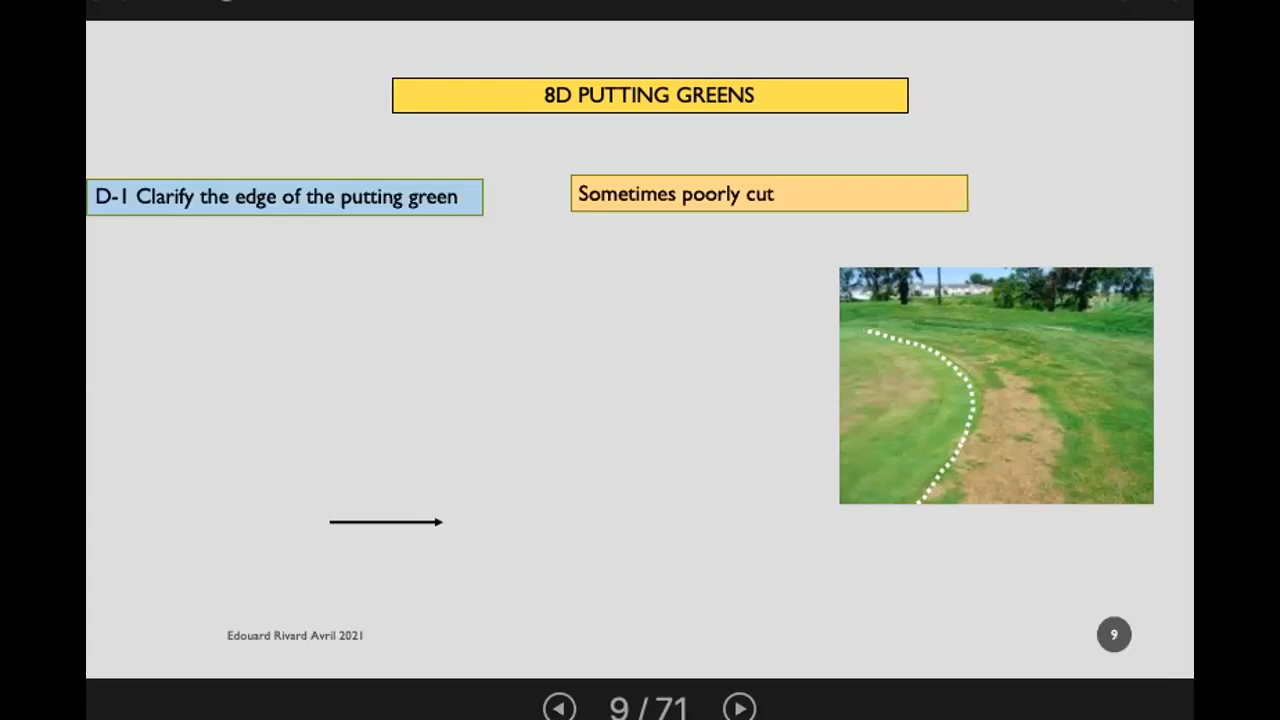 8D PUTTING GREENS
D-1 Clarify the edge of the putting green
Sometimes poorly cut
Edouard Rivard Avril 2021
9
9 / 71